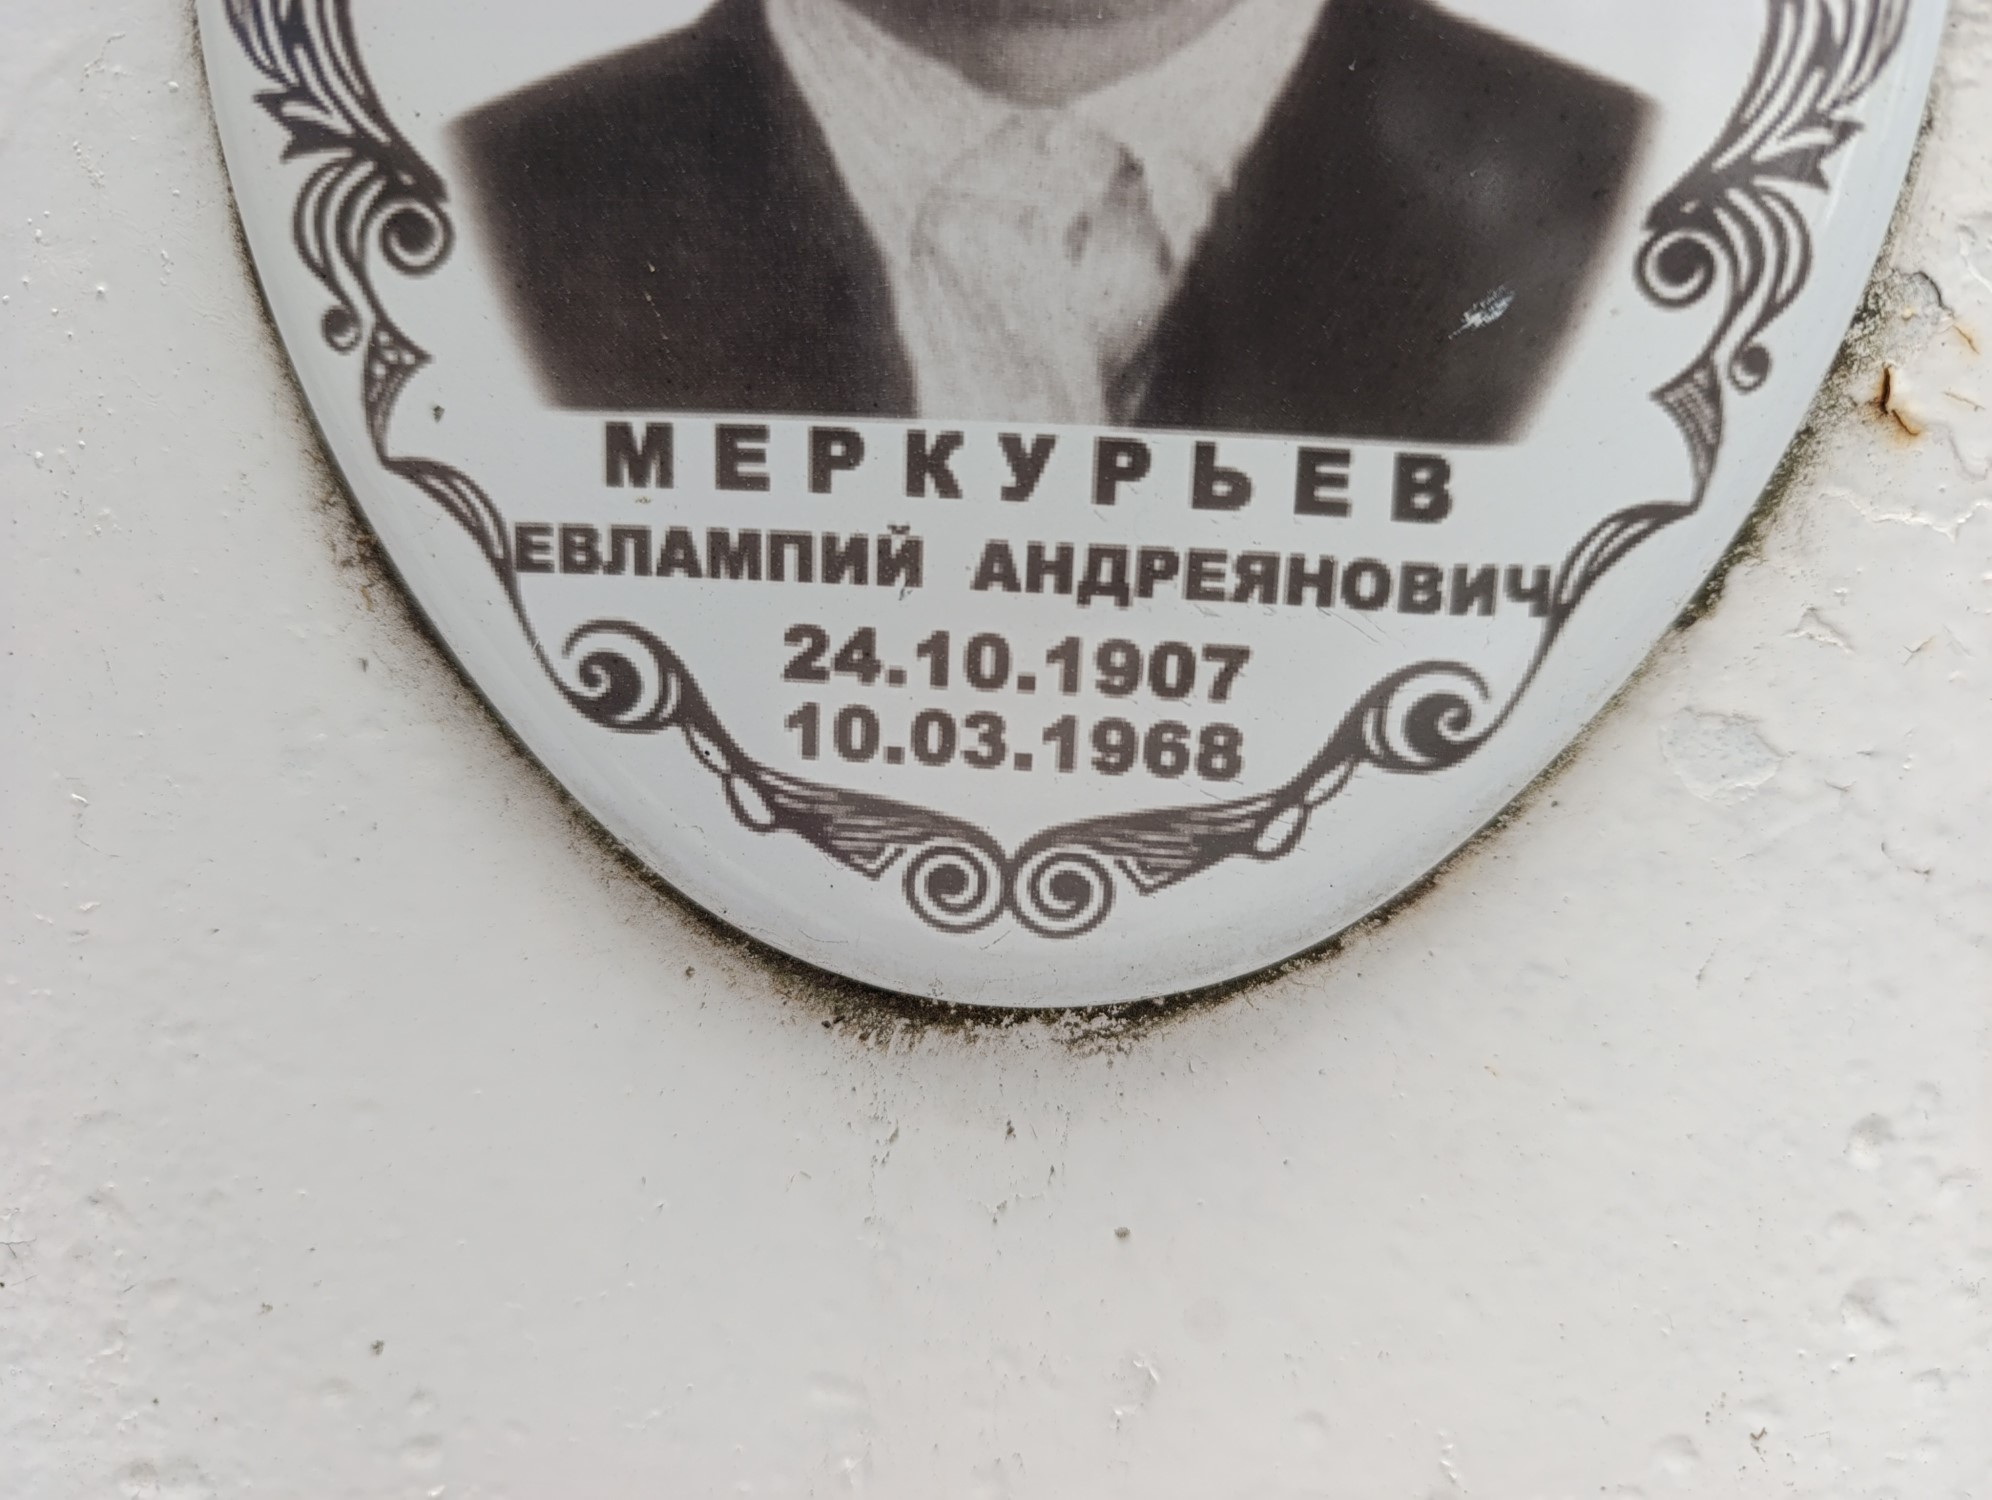 МЕРКУРЬЕВ
ЕВЛАМПИЙ АНДРЕЯНОВИЧ
24.10.1907
10.03.1968